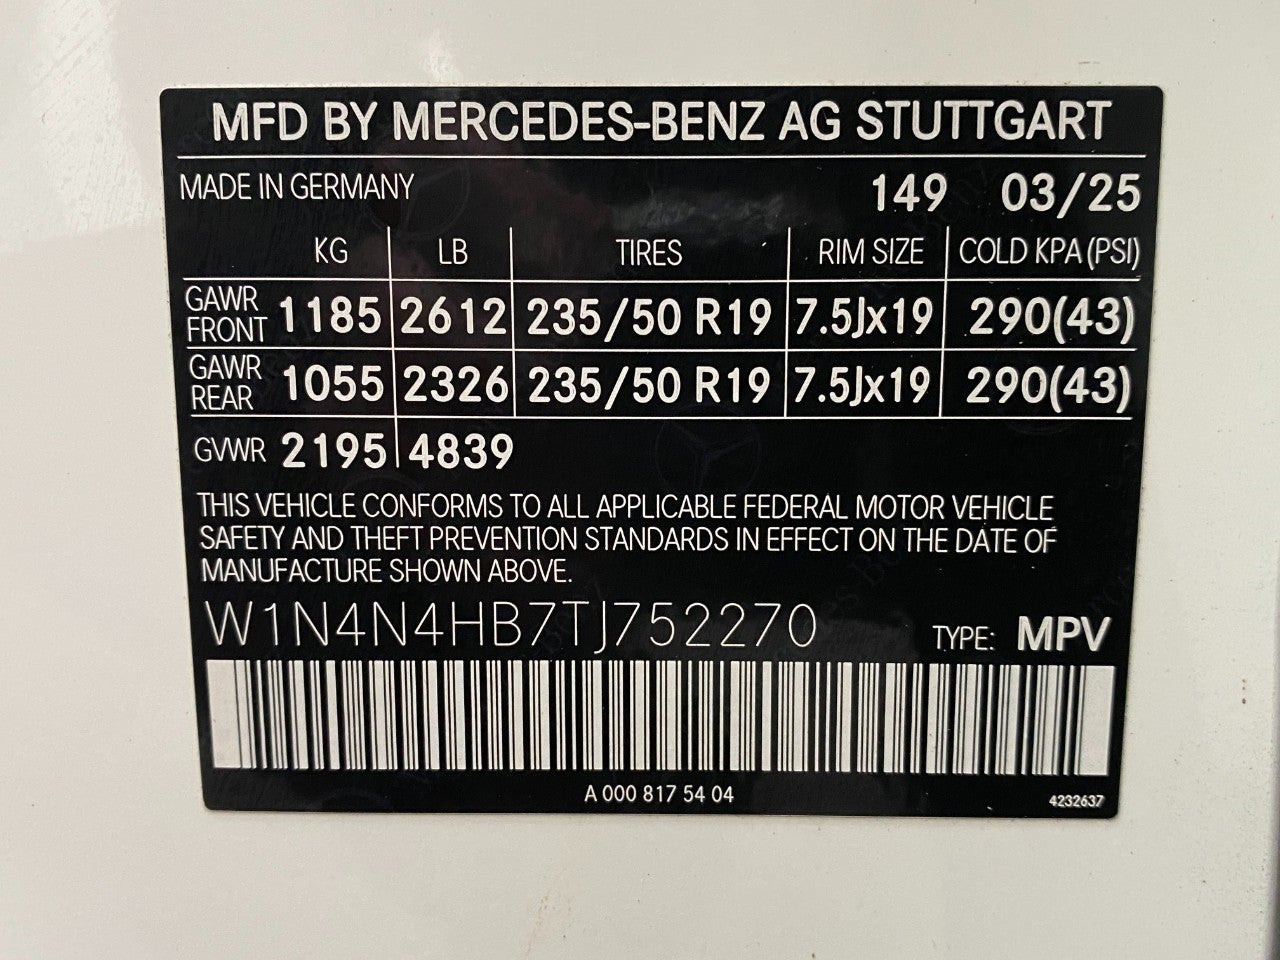 MFD BY MERCEDES-BENZ AG STUTTGART
MADE IN GERMANY 149 03/25
KG LB TIRES RIM SIZE COLD KPA (PSI)
GAWR FRONT 1185 2612 235/50 R19 7.5Jx19 290(43)
GAWR REAR 1055 2326 235/50 R19 7.5Jx19 290(43)
GVWR 2195 4839
THIS VEHICLE CONFORMS TO ALL APPLICABLE FEDERAL MOTOR VEHICLE
SAFETY AND THEFT PREVENTION STANDARDS IN EFFECT ON THE DATE OF
MANUFACTURE SHOWN ABOVE.
W1N4N4HB7TJ752270 TYPE: MPV
A 000 817 54 04
4232637